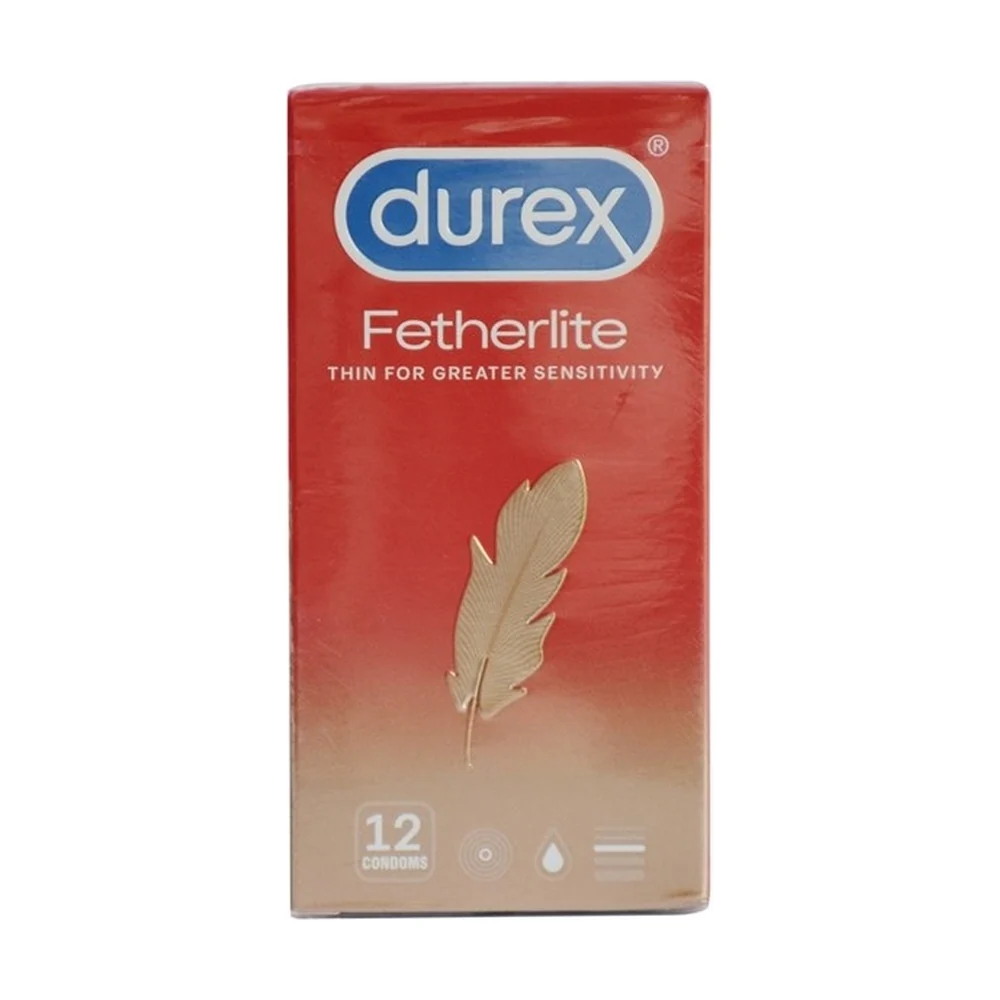 durex
®
Fetherlite
THIN FOR GREATER SENSITIVITY
12
CONDOMS